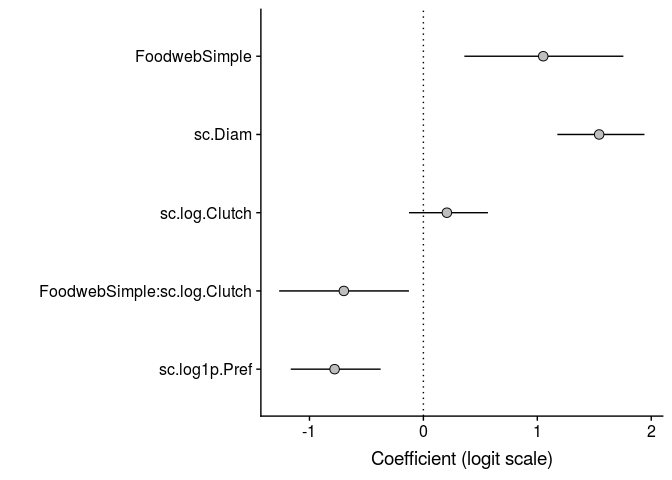 FoodwebSimple
sc.Diam
sc.log.Clutch
FoodwebSimple:sc.log.Clutch
sc.log1p.Pref
-1 0 1 2
Coefficient (logit scale)